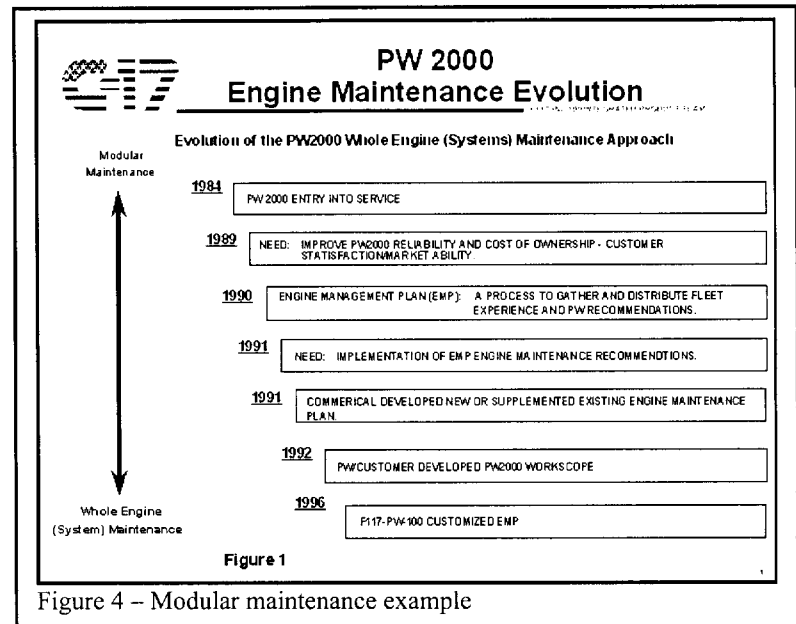 C-17
PW 2000
Engine Maintenance Evolution
Evolution of the PW2000 Whole Engine (Systems) Maintenance Approach
Modular
Maintenance
1984
PW 2000 ENTRY INTO SERVICE
1989
NEED: IMPROVE PW2000 RELIABILITY AND COST OF OWNERSHIP - CUSTOMER
STATISFACTION/MARKET ABILITY.
1990
ENGINE MANAGEMENT PLAN (EMP): A PROCESS TO GATHER AND DISTRIBUTE FLEET
EXPERIENCE AND PW RECOMMENDATIONS.
1991
NEED: IMPLEMENTATION OF EMP ENGINE MAINTENANCE RECOMMENDTIONS.
1991
COMMERICAL DEVELOPED NEW OR SUPPLEMENTED EXISTING ENGINE MAINTENANCE
PLAN.
1992
PW/CUSTOMER DEVELOPED PW2000 WORKSCOPE
1996
F117-PW-100 CUSTOMIZED EMP
Whole Engine
(System) Maintenance
Figure 1
1
Figure 4 – Modular maintenance example